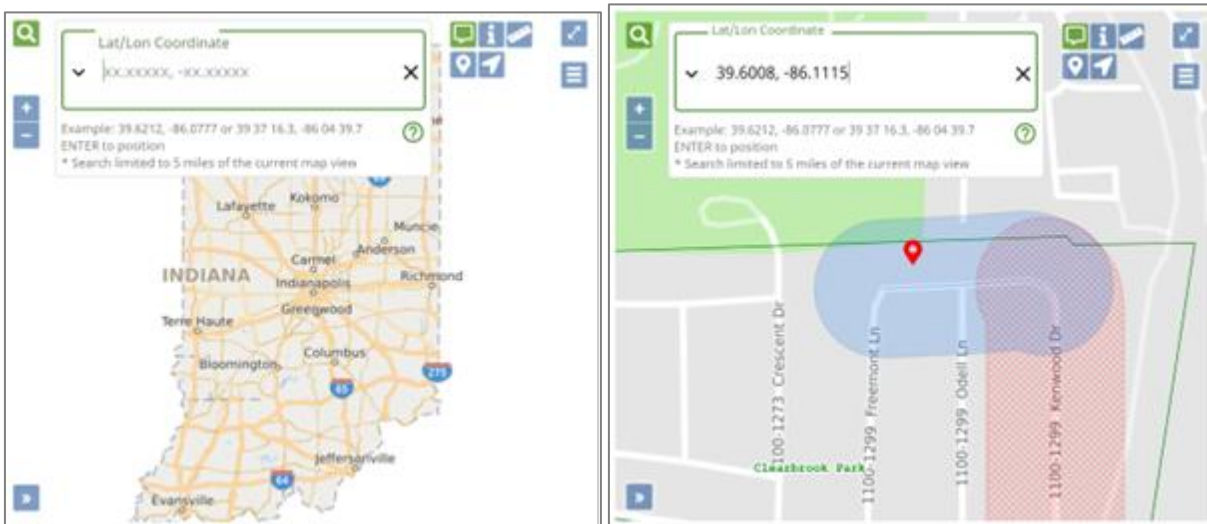 Lat/Lon Coordinate
xx.xxxxx, -xx.xxxxx
Example: 39.6212, -86.0777 or 39 37 16.3, -86 04 39.7
ENTER to position
* Search limited to 5 miles of the current map view
Lafayette
Kokomo
Muncie
Anderson
Carmel
INDIANA
Indianapolis
Richmond
Greenwood
Terre Haute
Columbus
Bloomington
65
275
Jeffersonville
64
Evansville
Lat/Lon Coordinate
39.6008, -86.1115
Example: 39.6212, -86.0777 or 39 37 16.3, -86 04 39.7
ENTER to position
* Search limited to 5 miles of the current map view
1100-1273 Crescent Dr
1100-1299 Freemont Ln
1100-1299 Odell Ln
1100-1299 Kenwood Dr
Clearbrook Park